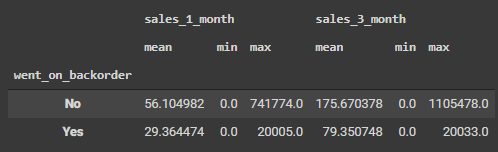 sales_1_month sales_3_month
mean min max mean min max
went_on_backorder
No 56.104982 0.0 741774.0 175.670378 0.0 1105478.0
Yes 29.364474 0.0 20005.0 79.350748 0.0 20033.0